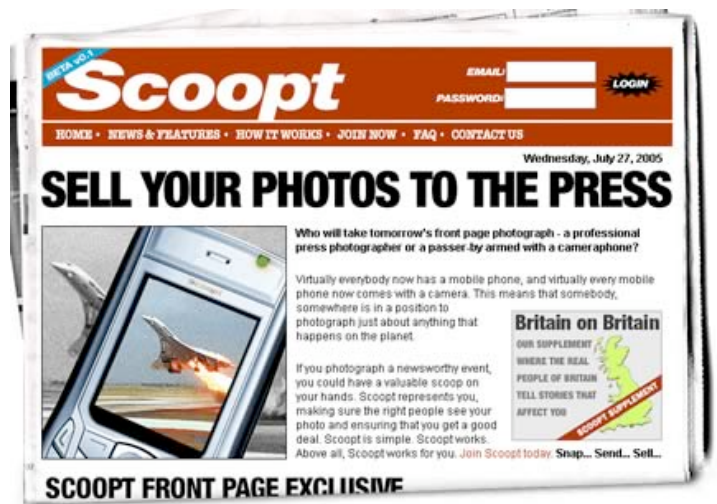 BETA v0.1
Scoopt
EMAIL:
PASSWORD:
LOGIN
HOME • NEWS & FEATURES • HOW IT WORKS • JOIN NOW • FAQ • CONTACT US
Wednesday, July 27, 2005
SELL YOUR PHOTOS TO THE PRESS
Who will take tomorrow's front page photograph - a professional
press photographer or a passer-by armed with a cameraphone?
Virtually everybody now has a mobile phone, and virtually every mobile
phone now comes with a camera. This means that somebody,
somewhere is in a position to
photograph just about anything that
happens on the planet.
If you photograph a newsworthy event,
you could have a valuable scoop on
your hands. Scoopt represents you,
making sure the right people see your
photo and ensuring that you get a good
deal. Scoopt is simple. Scoopt works.
Above all, Scoopt works for you. Join Scoopt today. Snap... Send... Sell...
Britain on Britain
OUR SUPPLEMENT
WHERE THE REAL
PEOPLE OF BRITAIN
TELL STORIES THAT
AFFECT YOU
SCOOPT SUPPLEMENT
SCOOPT FRONT PAGE EXCLUSIVE